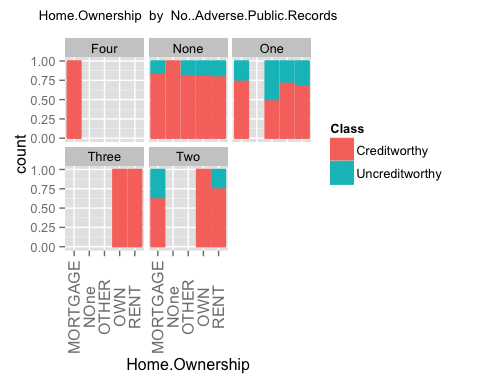 Home.Ownership by No..Adverse.Public.Records
Four
None
One
1.00
0.75
0.50
0.25
0.00
Three
Two
1.00
0.75
0.50
0.25
0.00
count
MORTGAGE
NOne
OTHER
OWN
RENT
MORTGAGE
NOne
OTHER
OWN
RENT
Home.Ownership
Class
Creditworthy
Uncreditworthy